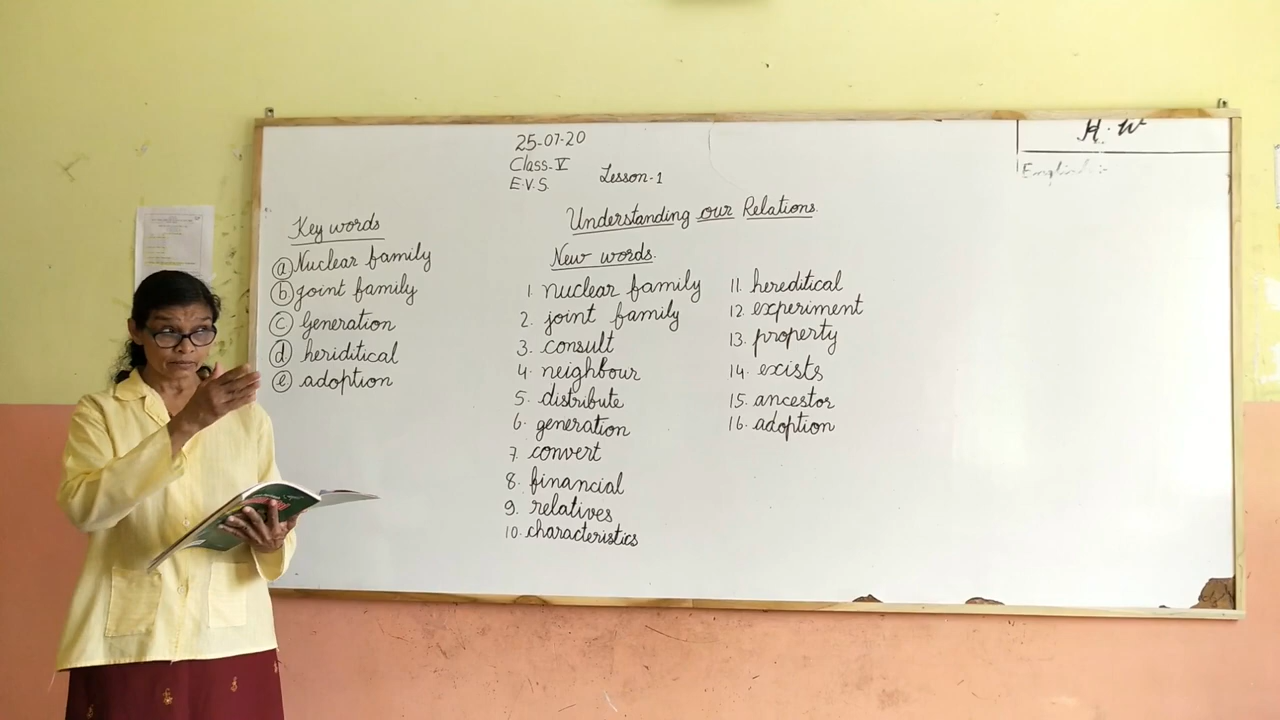 25-07-20
Class-V
E.V.S.
Lesson-1
Understanding our Relations.
H.W
Key words
(a) Nuclear family
(b) joint family
(c) Generation
(d) heriditical
(e) adoption
New words.
1. nuclear family
2. joint family
3. consult
4. neighbour
5. distribute
6. generation
7. convert
8. financial
9. relatives
10. characteristics
11. hereditical
12. experiment
13. property
14. exists
15. ancestor
16. adoption